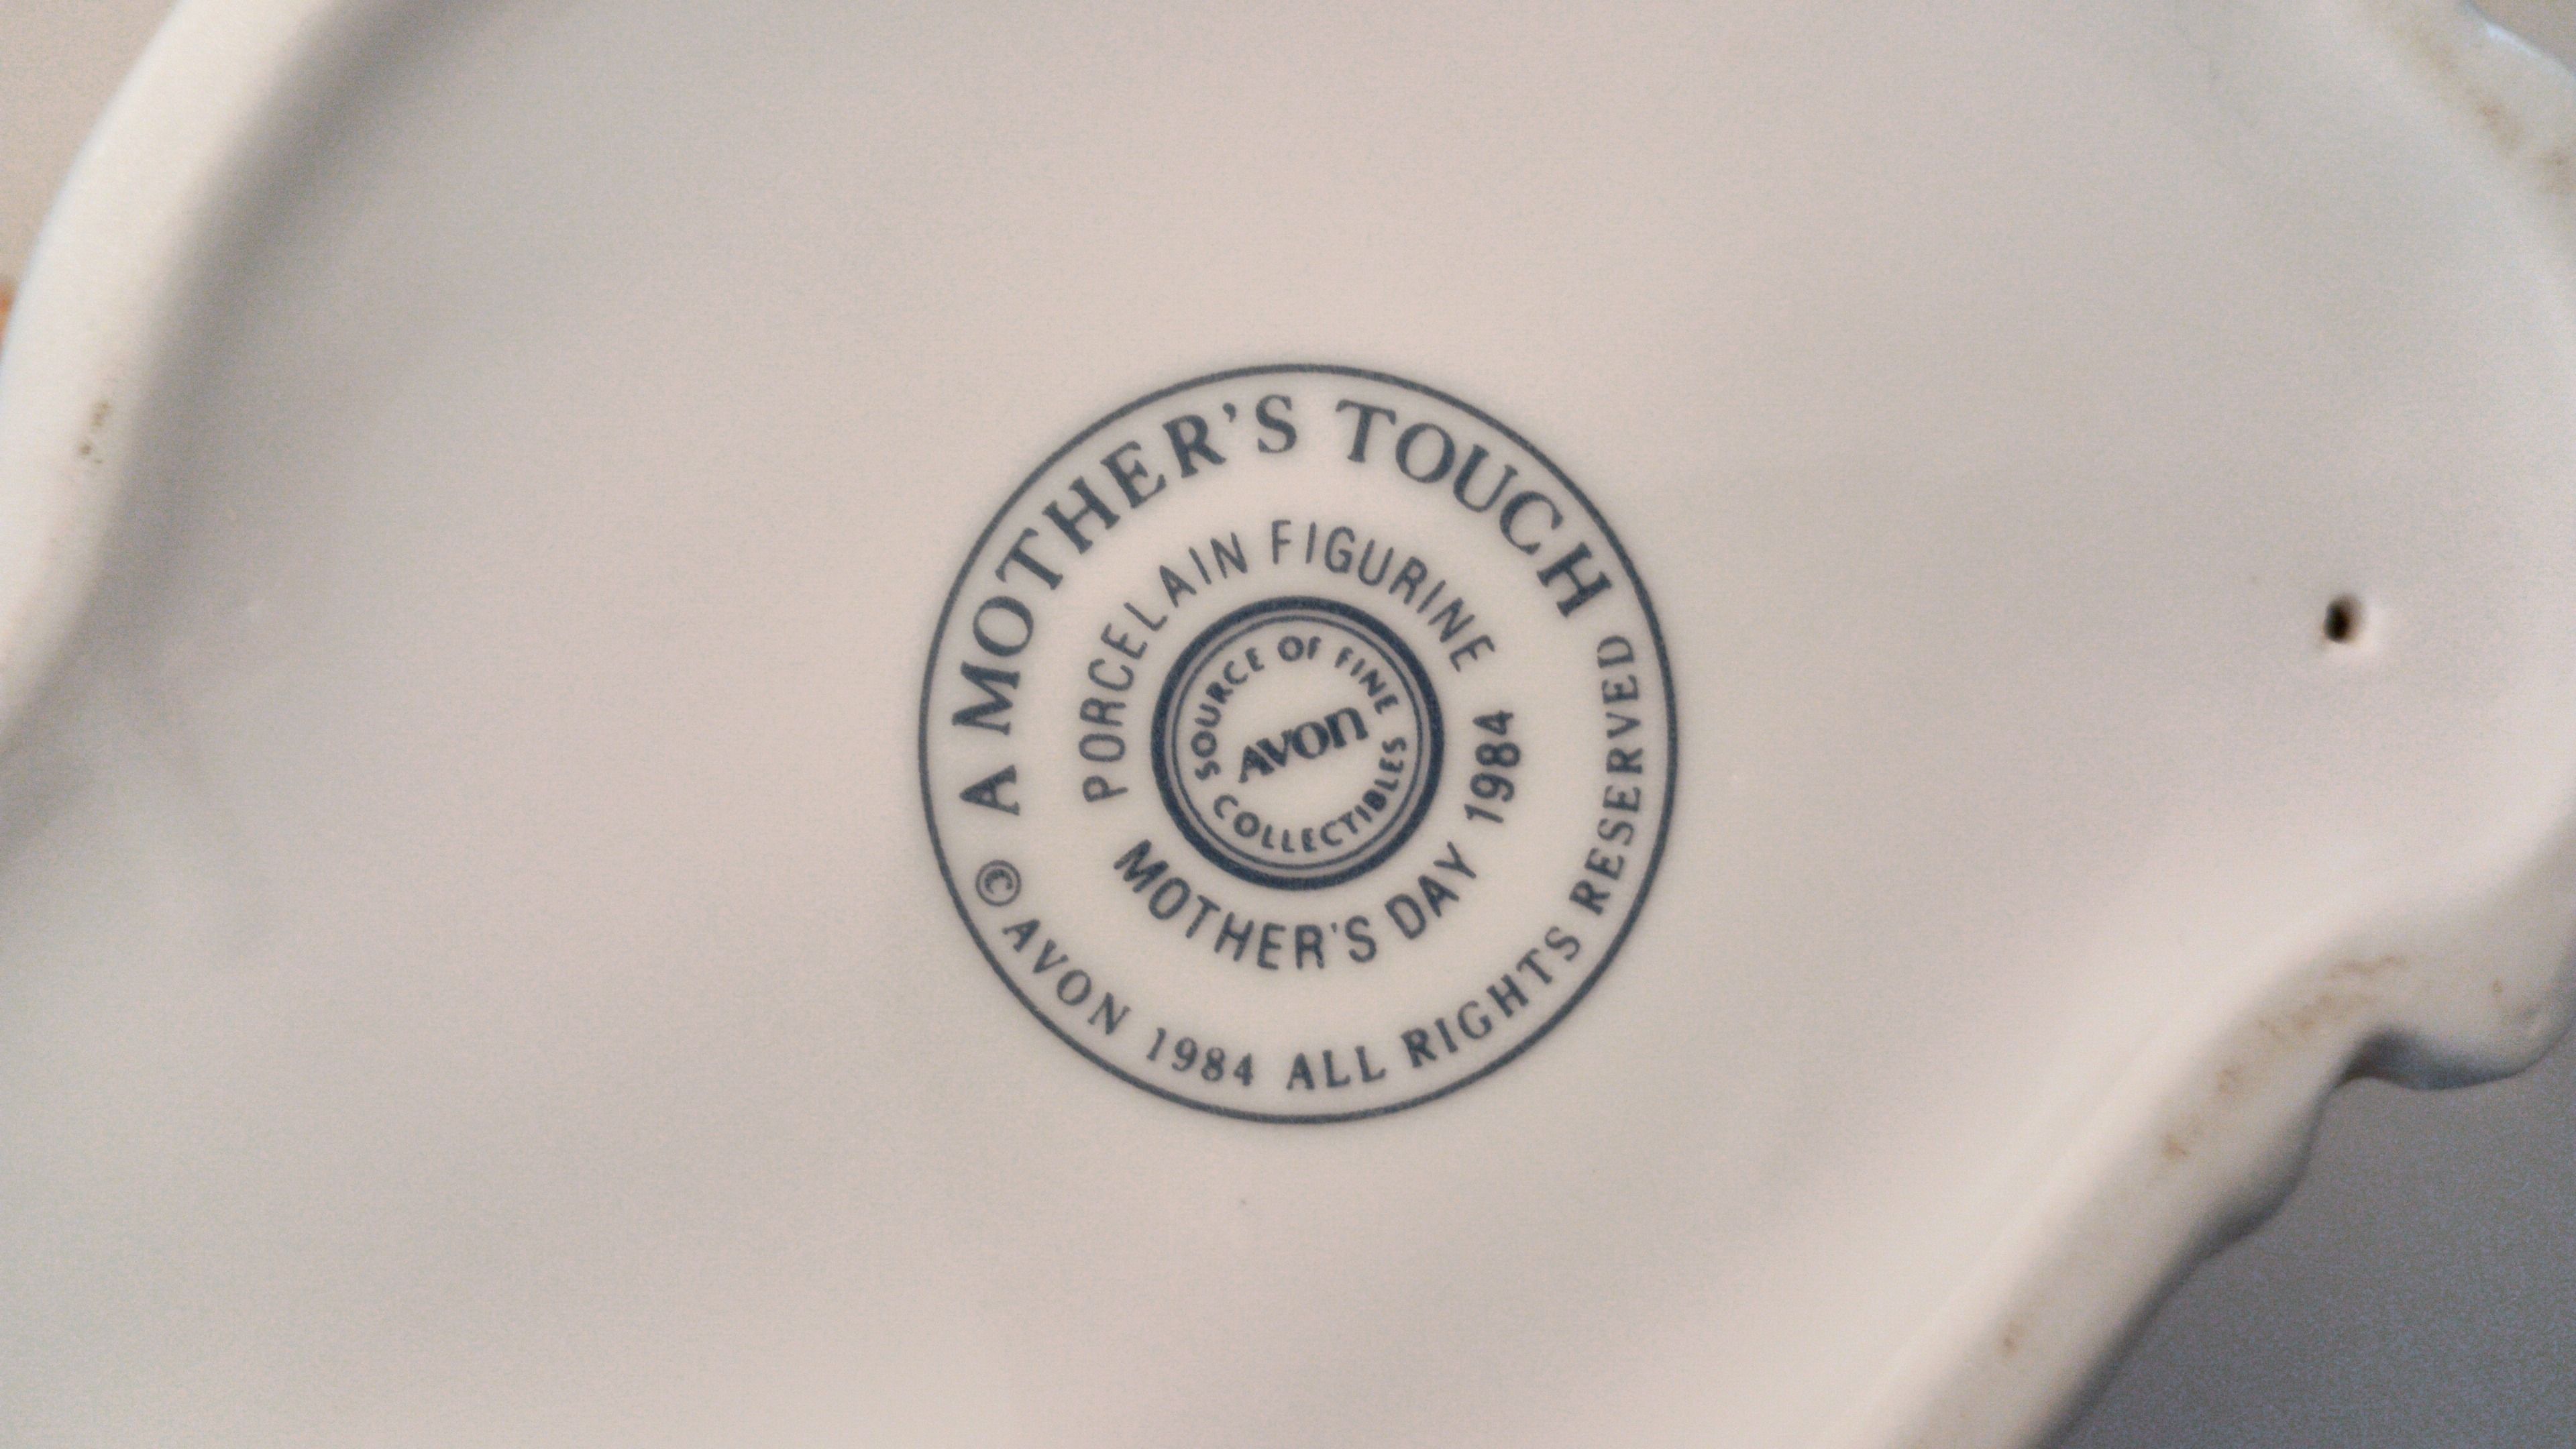 A MOTHER'S TOUCH
© AVON 1984 ALL RIGHTS RESERVED
PORCELAIN FIGURINE
MOTHER'S DAY 1984
SOURCE OF FINE
COLLECTIBLES
AVON